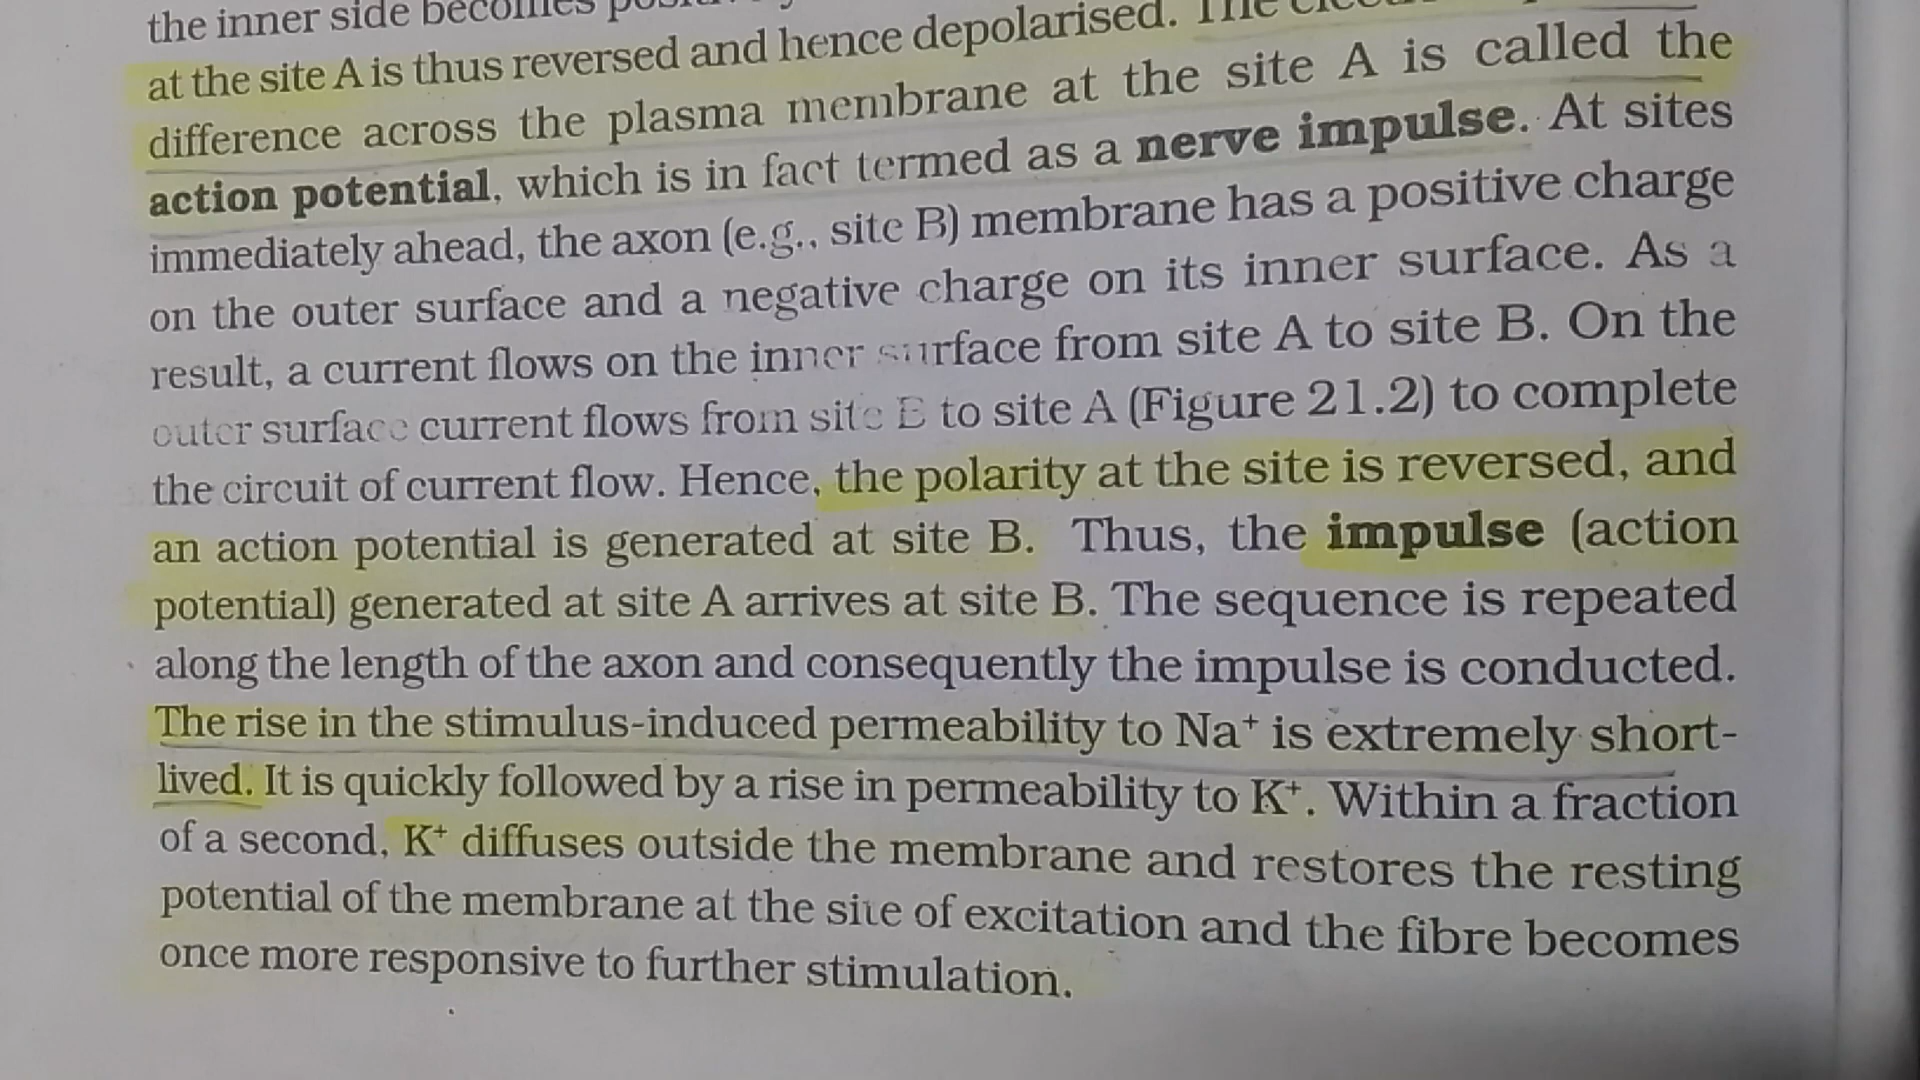 the inner side becomes
at the site A is thus reversed and hence depolarised. The
difference across the plasma membrane at the site A is called the
action potential, which is in fact termed as a nerve impulse. At sites
immediately ahead, the axon (e.g., site B) membrane has a positive charge
on the outer surface and a negative charge on its inner surface. As a
result, a current flows on the inner surface from site A to site B. On the
outer surface current flows from site B to site A (Figure 21.2) to complete
the circuit of current flow. Hence, the polarity at the site is reversed, and
an action potential is generated at site B. Thus, the impulse (action
potential) generated at site A arrives at site B. The sequence is repeated
along the length of the axon and consequently the impulse is conducted.
The rise in the stimulus-induced permeability to Na⁺ is extremely short-
lived. It is quickly followed by a rise in permeability to K⁺. Within a fraction
of a second, K⁺ diffuses outside the membrane and restores the resting
potential of the membrane at the site of excitation and the fibre becomes
once more responsive to further stimulation.